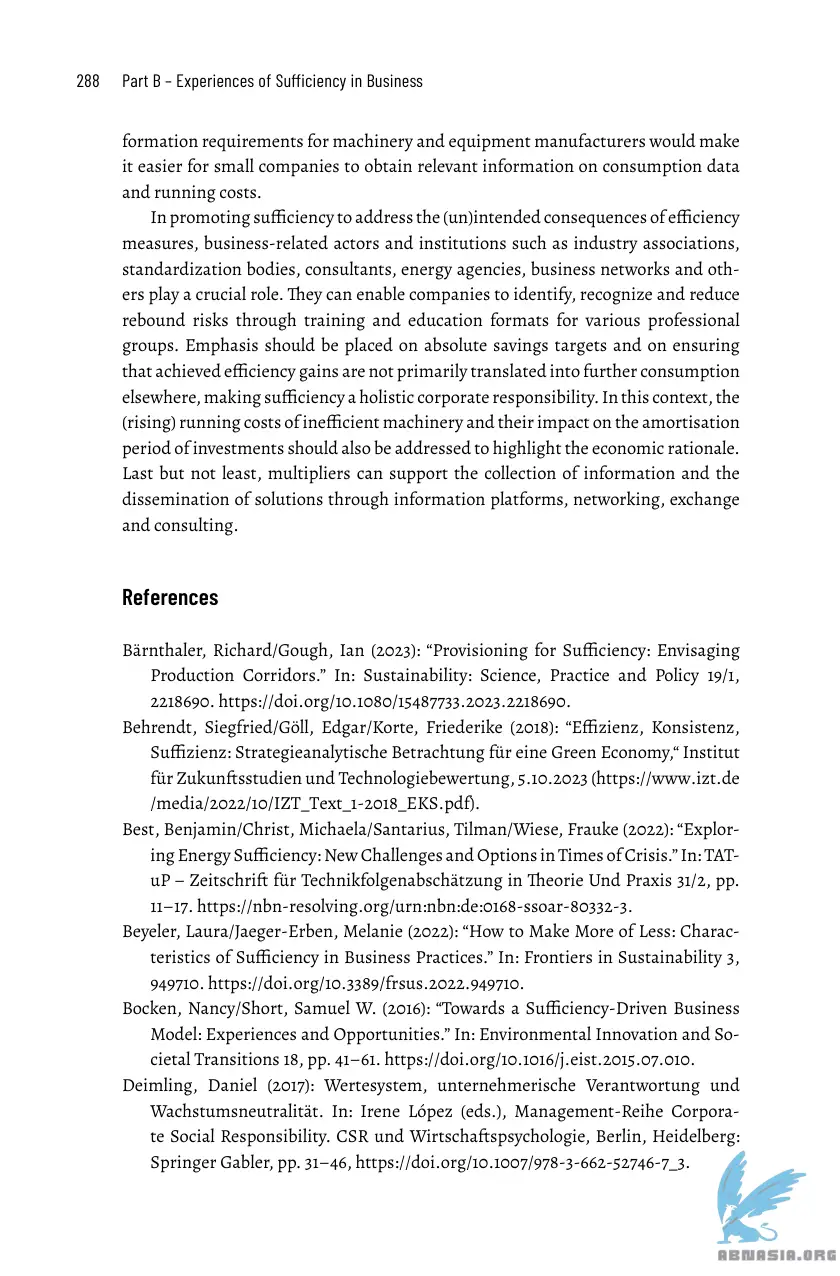 288 Part B – Experiences of Sufficiency in Business
formation requirements for machinery and equipment manufacturers would make
it easier for small companies to obtain relevant information on consumption data
and running costs.
In promoting sufficiency to address the (un)intended consequences of efficiency
measures, business-related actors and institutions such as industry associations,
standardization bodies, consultants, energy agencies, business networks and oth-
ers play a crucial role. They can enable companies to identify, recognize and reduce
rebound risks through training and education formats for various professional
groups. Emphasis should be placed on absolute savings targets and on ensuring
that achieved efficiency gains are not primarily translated into further consumption
elsewhere, making sufficiency a holistic corporate responsibility. In this context, the
(rising) running costs of inefficient machinery and their impact on the amortisation
period of investments should also be addressed to highlight the economic rationale.
Last but not least, multipliers can support the collection of information and the
dissemination of solutions through information platforms, networking, exchange
and consulting.
References
Bärnthaler, Richard/Gough, Ian (2023): “Provisioning for Sufficiency: Envisaging
Production Corridors.” In: Sustainability: Science, Practice and Policy 19/1,
2218690. https://doi.org/10.1080/15487733.2023.2218690.
Behrendt, Siegfried/Göll, Edgar/Korte, Friederike (2018): “Effizienz, Konsistenz,
Suffizienz: Strategieanalytische Betrachtung für eine Green Economy,“ Institut
für Zukunftsstudien und Technologiebewertung, 5.10.2023 (https://www.izt.de
/media/2022/10/IZT_Text_1-2018_EKS.pdf).
Best, Benjamin/Christ, Michaela/Santarius, Tilman/Wiese, Frauke (2022): “Explor-
ing Energy Sufficiency: New Challenges and Options in Times of Crisis.” In: TAT-
uP – Zeitschrift für Technikfolgenabschätzung in Theorie Und Praxis 31/2, pp.
11–17. https://nbn-resolving.org/urn:nbn:de:0168-ssoar-80332-3.
Beyeler, Laura/Jaeger-Erben, Melanie (2022): “How to Make More of Less: Charac-
teristics of Sufficiency in Business Practices.” In: Frontiers in Sustainability 3,
949710. https://doi.org/10.3389/frsus.2022.949710.
Bocken, Nancy/Short, Samuel W. (2016): “Towards a Sufficiency-Driven Business
Model: Experiences and Opportunities.” In: Environmental Innovation and So-
cietal Transitions 18, pp. 41–61. https://doi.org/10.1016/j.eist.2015.07.010.
Deimling, Daniel (2017): Wertesystem, unternehmerische Verantwortung und
Wachstumsneutralität. In: Irene López (eds.), Management-Reihe Corpora-
te Social Responsibility. CSR und Wirtschaftspsychologie, Berlin, Heidelberg:
Springer Gabler, pp. 31–46, https://doi.org/10.1007/978-3-662-52746-7_3.
ABNASIA.ORG